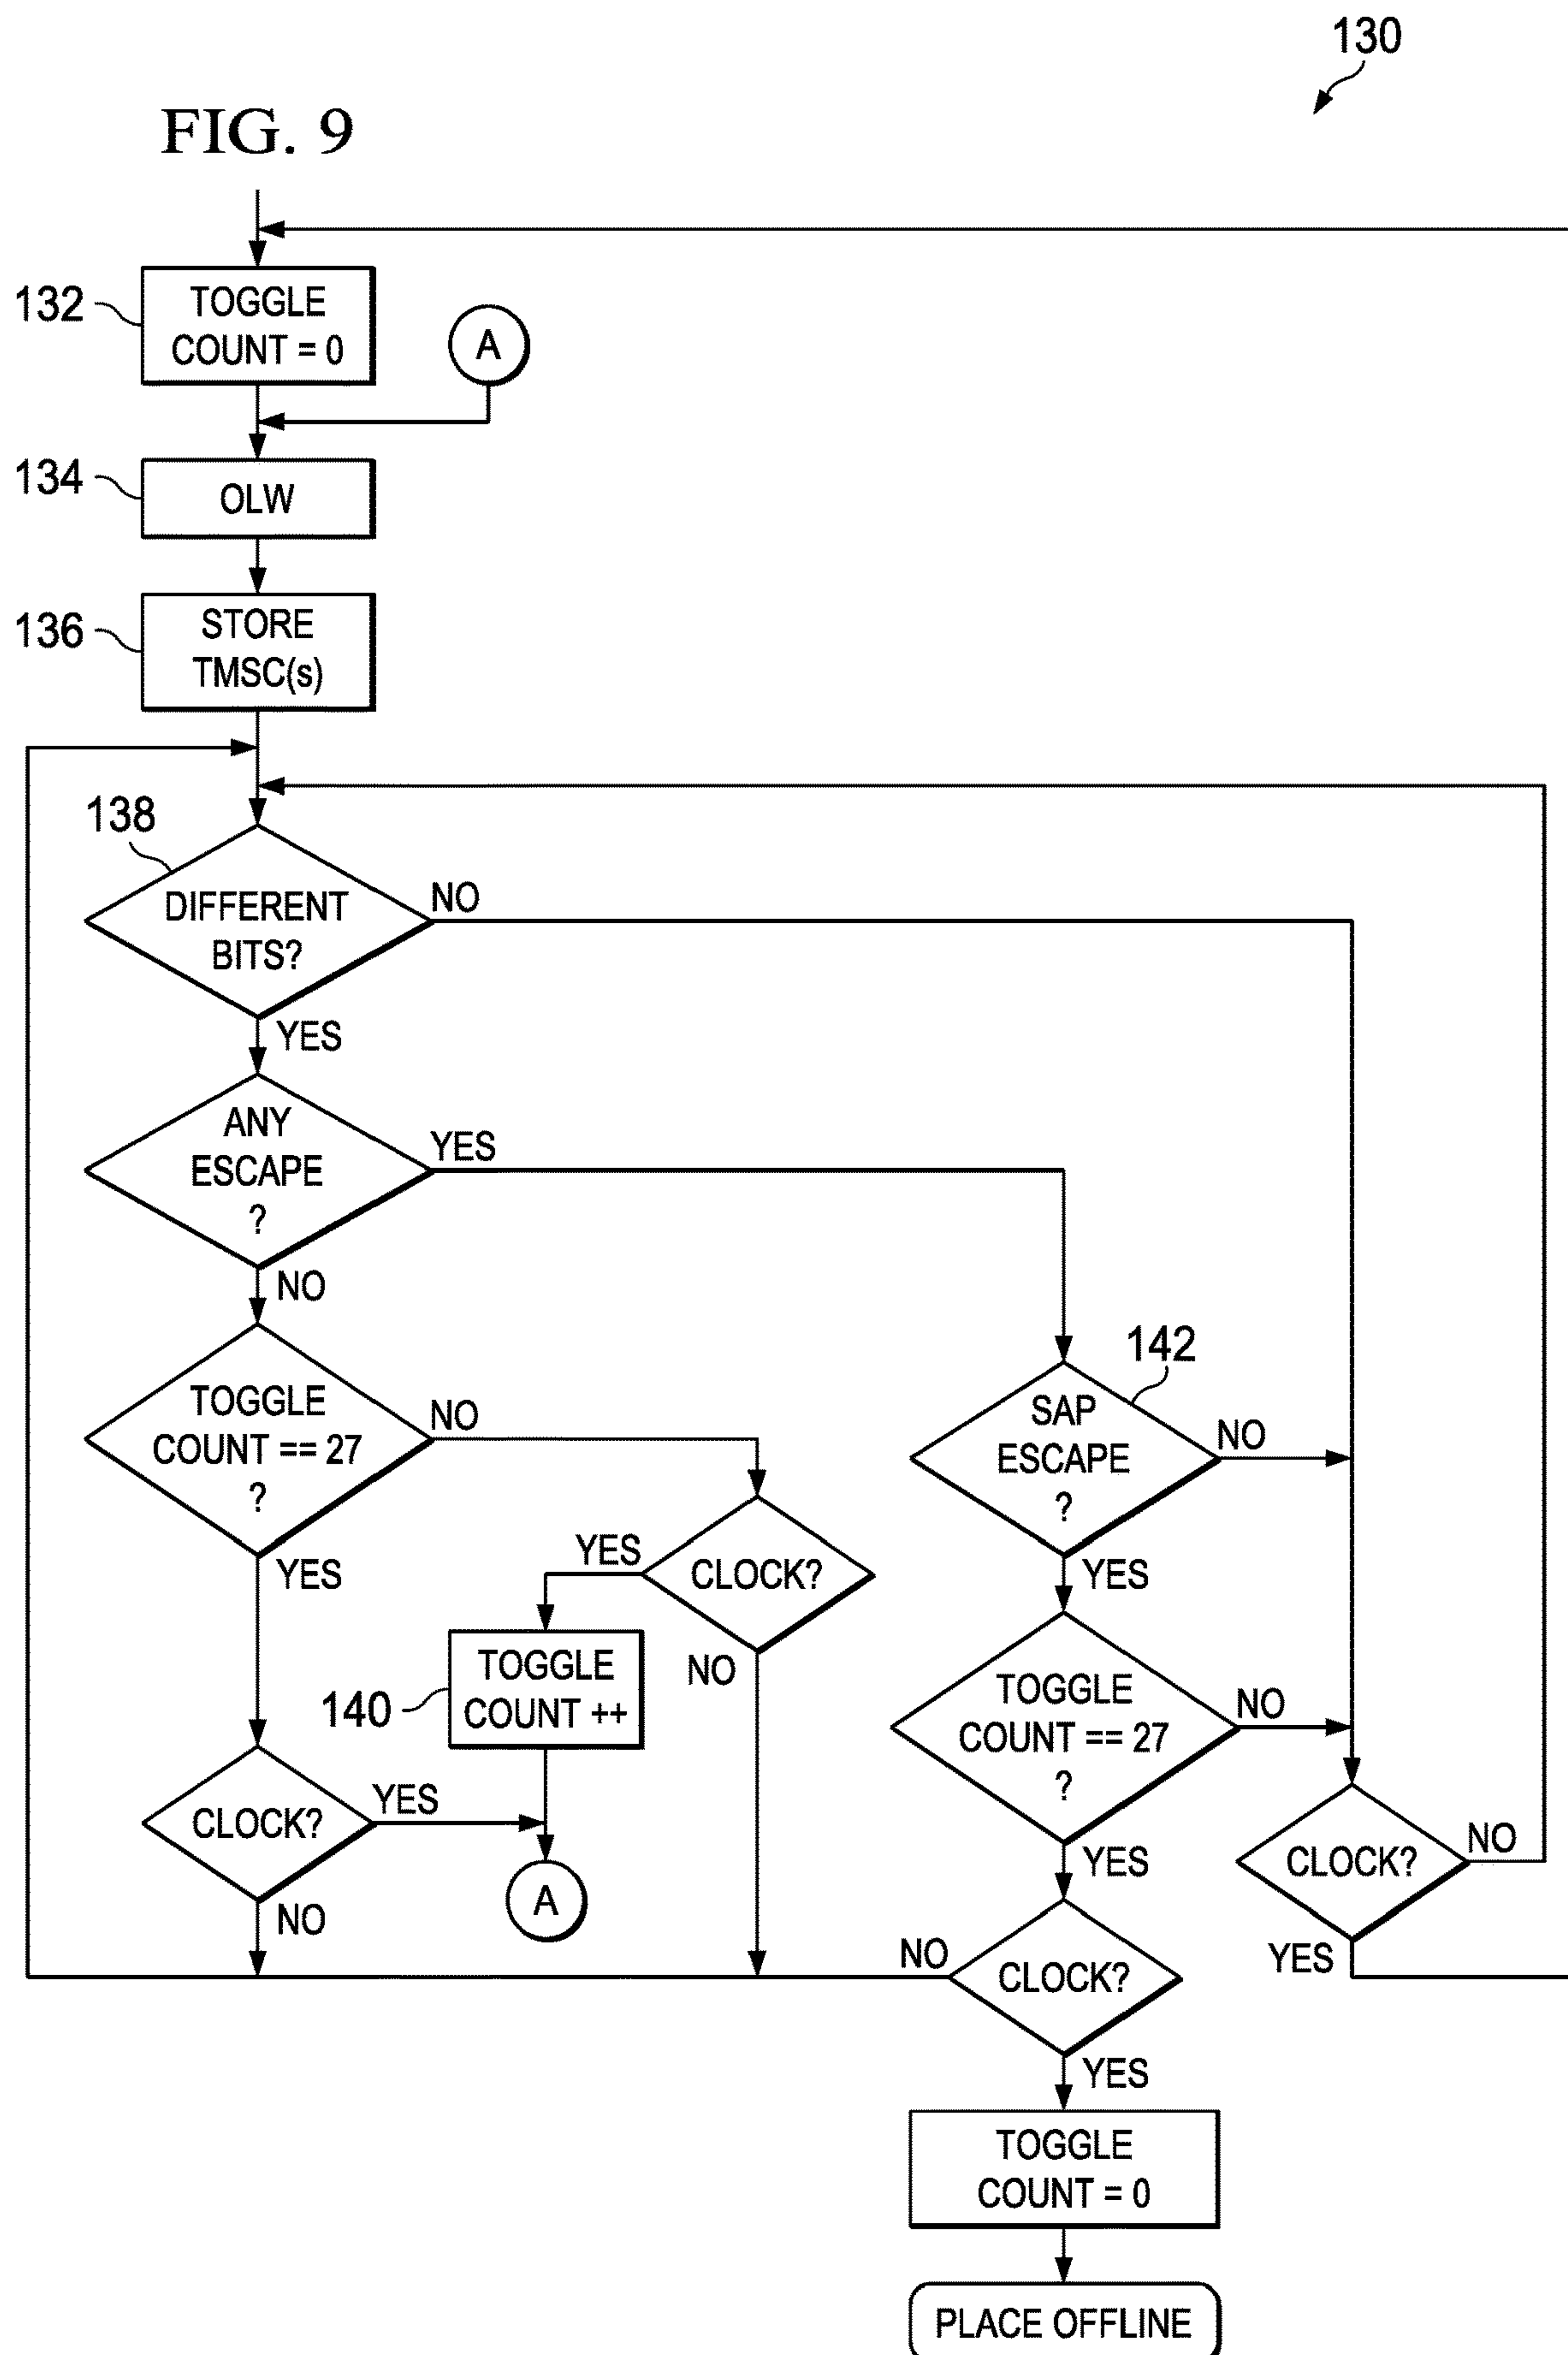 130
FIG. 9
132
TOGGLE
COUNT = 0
A
134
OLW
136
STORE
TMSC(s)
138
DIFFERENT
BITS?
NO
YES
ANY
ESCAPE
?
YES
NO
TOGGLE
COUNT == 27
?
NO
YES
CLOCK?
YES
NO
140
TOGGLE
COUNT ++
CLOCK?
YES
NO
A
142
SAP
ESCAPE
?
NO
YES
TOGGLE
COUNT == 27
?
NO
YES
CLOCK?
NO
YES
CLOCK?
NO
YES
TOGGLE
COUNT = 0
PLACE OFFLINE